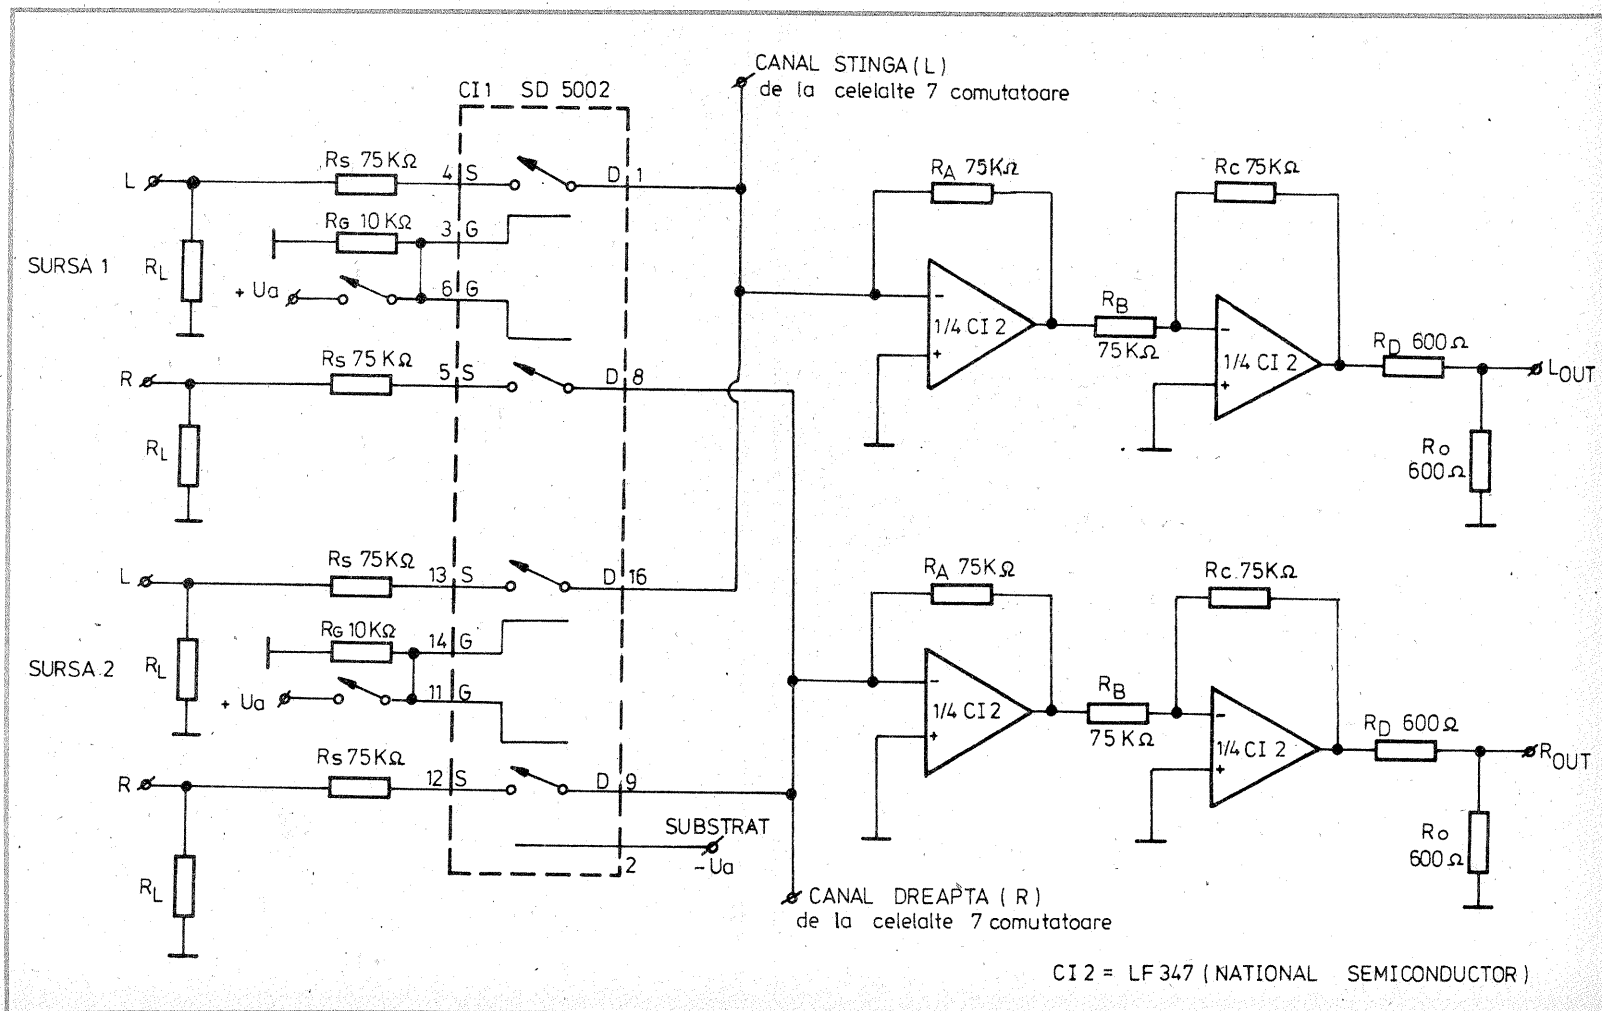 CANAL STINGA (L)
de la celelalte 7 comutatoare
CI1 SD 5002
L
RS 75KΩ
4 S
D 1
RG 10KΩ
3 G
SURSA 1
RL
+ Ua
6 G
R
RS 75KΩ
5 S
D 8
RL
L
RS 75KΩ
13 S
D 16
RG 10KΩ
14 G
SURSA 2
RL
+ Ua
11 G
R
RS 75KΩ
12 S
D 9
RL
SUBSTRAT
-Ua
2
CANAL DREAPTA (R)
de la celelalte 7 comutatoare
RA 75KΩ
-
1/4 CI 2
+
RB
75KΩ
RC 75KΩ
-
1/4 CI 2
+
RD 600Ω
LOUT
Ro
600Ω
RA 75KΩ
-
1/4 CI 2
+
RB
75KΩ
Rc. 75KΩ
-
1/4 CI 2
+
RD 600Ω
ROUT
Ro
600Ω
CI 2 = LF 347 (NATIONAL SEMICONDUCTOR)